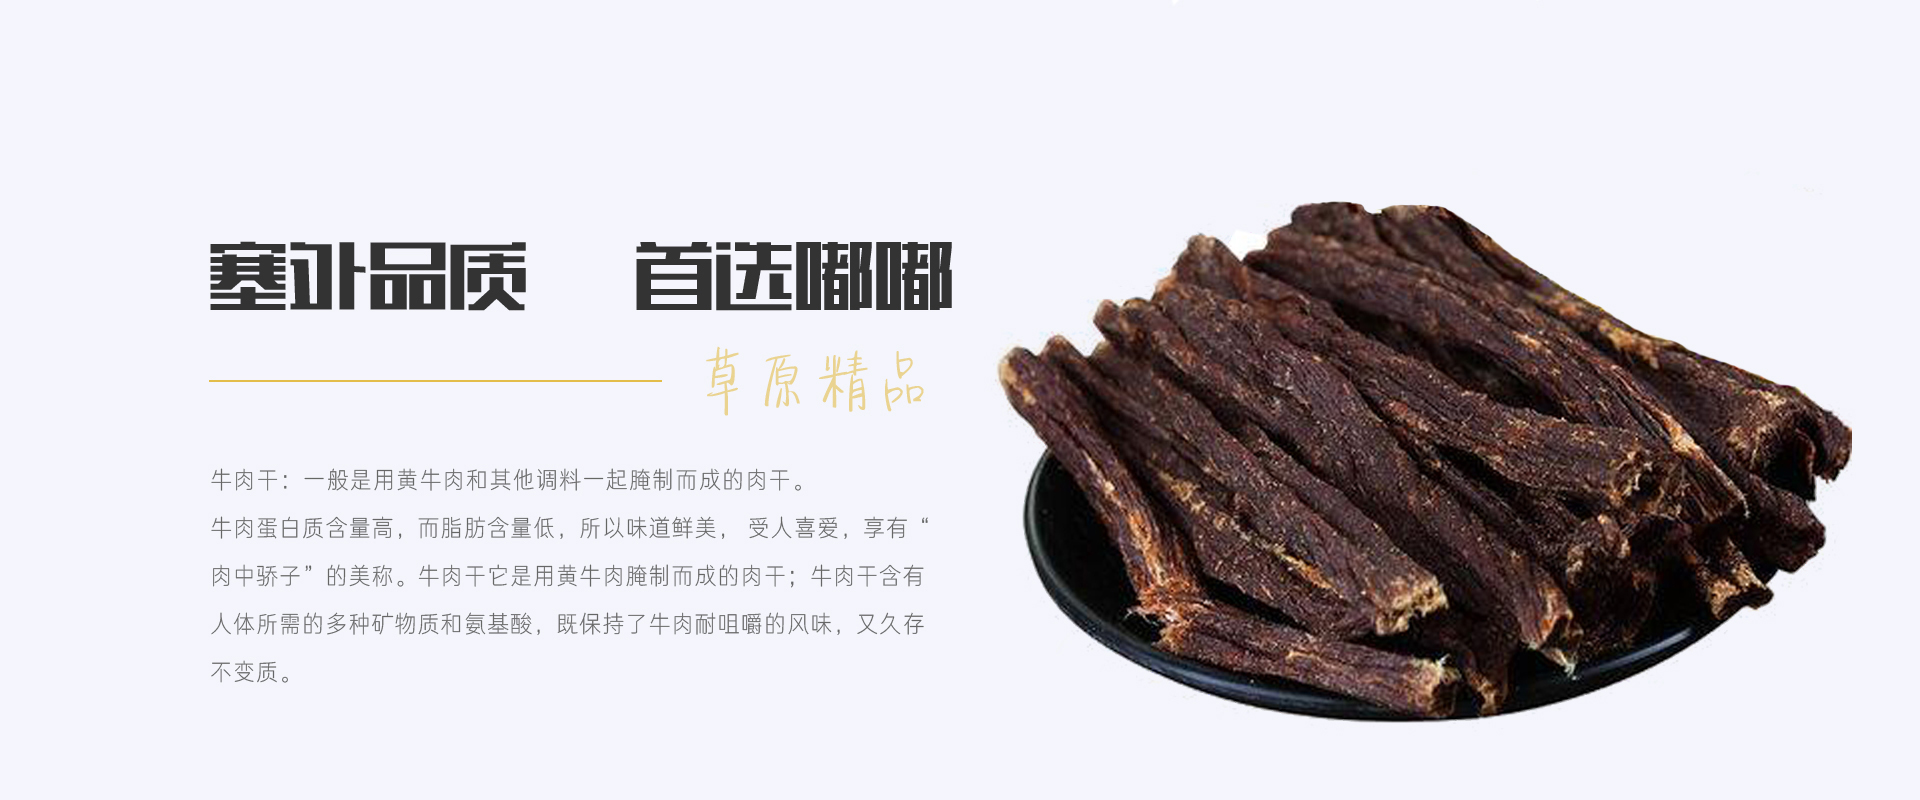 塞外品质 首选嘟嘟
草原精品
牛肉干：一般是用黄牛肉和其他调料一起腌制而成的肉干。
牛肉蛋白质含量高，而脂肪含量低，所以味道鲜美， 受人喜爱，享有“
肉中骄子”的美称。牛肉干它是用黄牛肉腌制而成的肉干；牛肉干含有
人体所需的多种矿物质和氨基酸，既保持了牛肉耐咀嚼的风味，又久存
不变质。